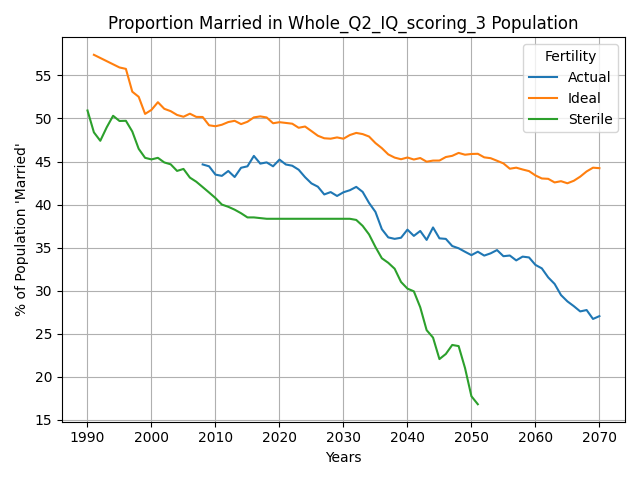 Proportion Married in Whole_Q2_IQ_scoring_3 Population
% of Population 'Married'
55
50
45
40
35
30
25
20
15
Fertility
Actual
Ideal
Sterile
1990 2000 2010 2020 2030 2040 2050 2060 2070
Years